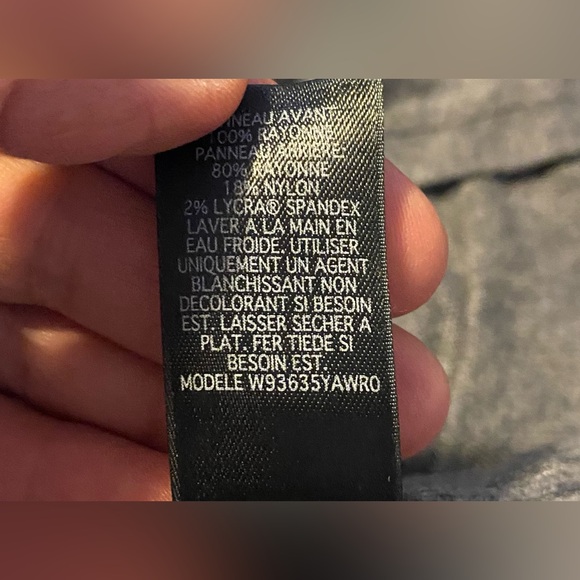 PANNEAU AVANT
100% RAYONNE
PANNEAU ARRIERE
80% RAYONNE
18% NYLON
2% LYCRA® SPANDEX
LAVER A LA MAIN EN
EAU FROIDE. UTILISER
UNIQUEMENT UN AGENT
BLANCHISSANT NON
DECOLORANT SI BESOIN
EST. LAISSER SECHER A
PLAT. FER TIEDE SI
BESOIN EST.
MODELE W93635YAWRO